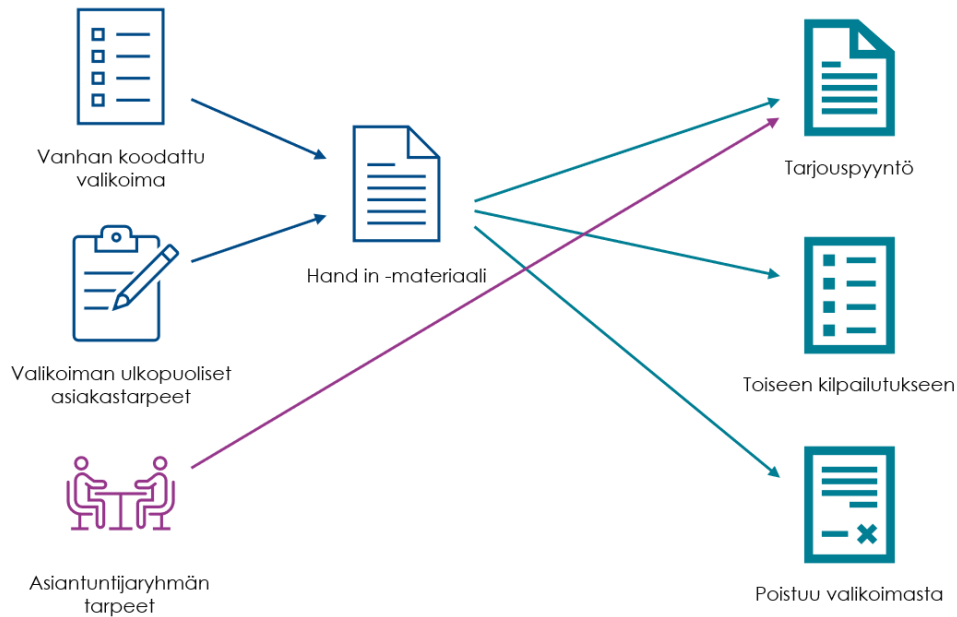 Vanhan koodattu
valikoima
Valikoiman ulkopuoliset
asiakastarpeet
Asiantuntijaryhmän
tarpeet
Hand in -materiaali
Tarjouspyyntö
Toiseen kilpailutukseen
Poistuu valikoimasta